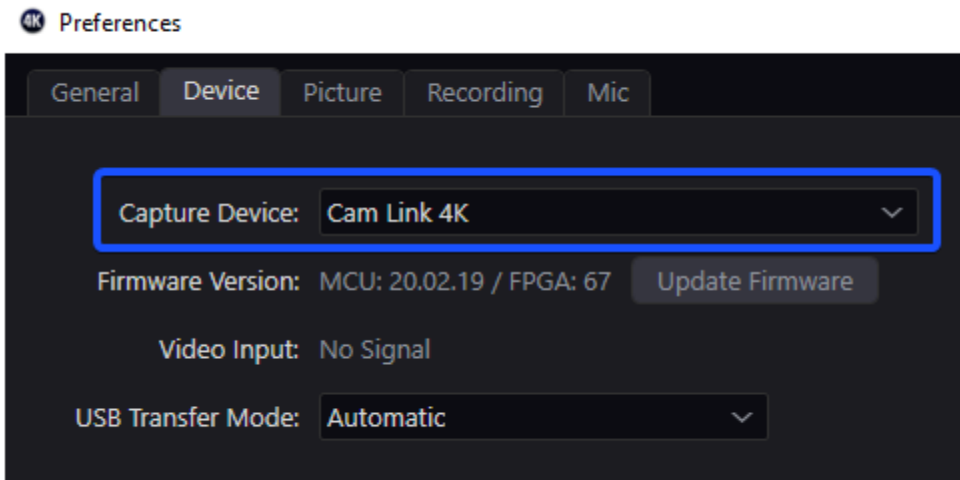 4K Preferences
General Device Picture Recording Mic
Capture Device: Cam Link 4K
Firmware Version: MCU: 20.02.19 / FPGA: 67 Update Firmware
Video Input: No Signal
USB Transfer Mode: Automatic